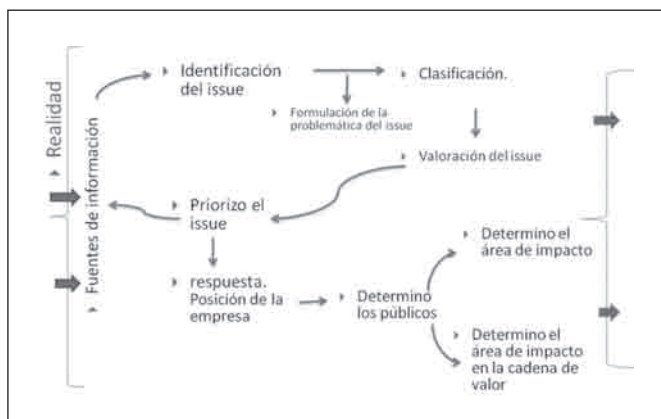 Realidad
Fuentes de información
Identificación
del issue
Formulación de la
problemática del issue
Clasificación.
Valoración del issue
Priorizo el
issue
respuesta.
Posición de la
empresa
Determino
los públicos
Determino el
área de impacto
Determino el
área de impacto
en la cadena de
valor